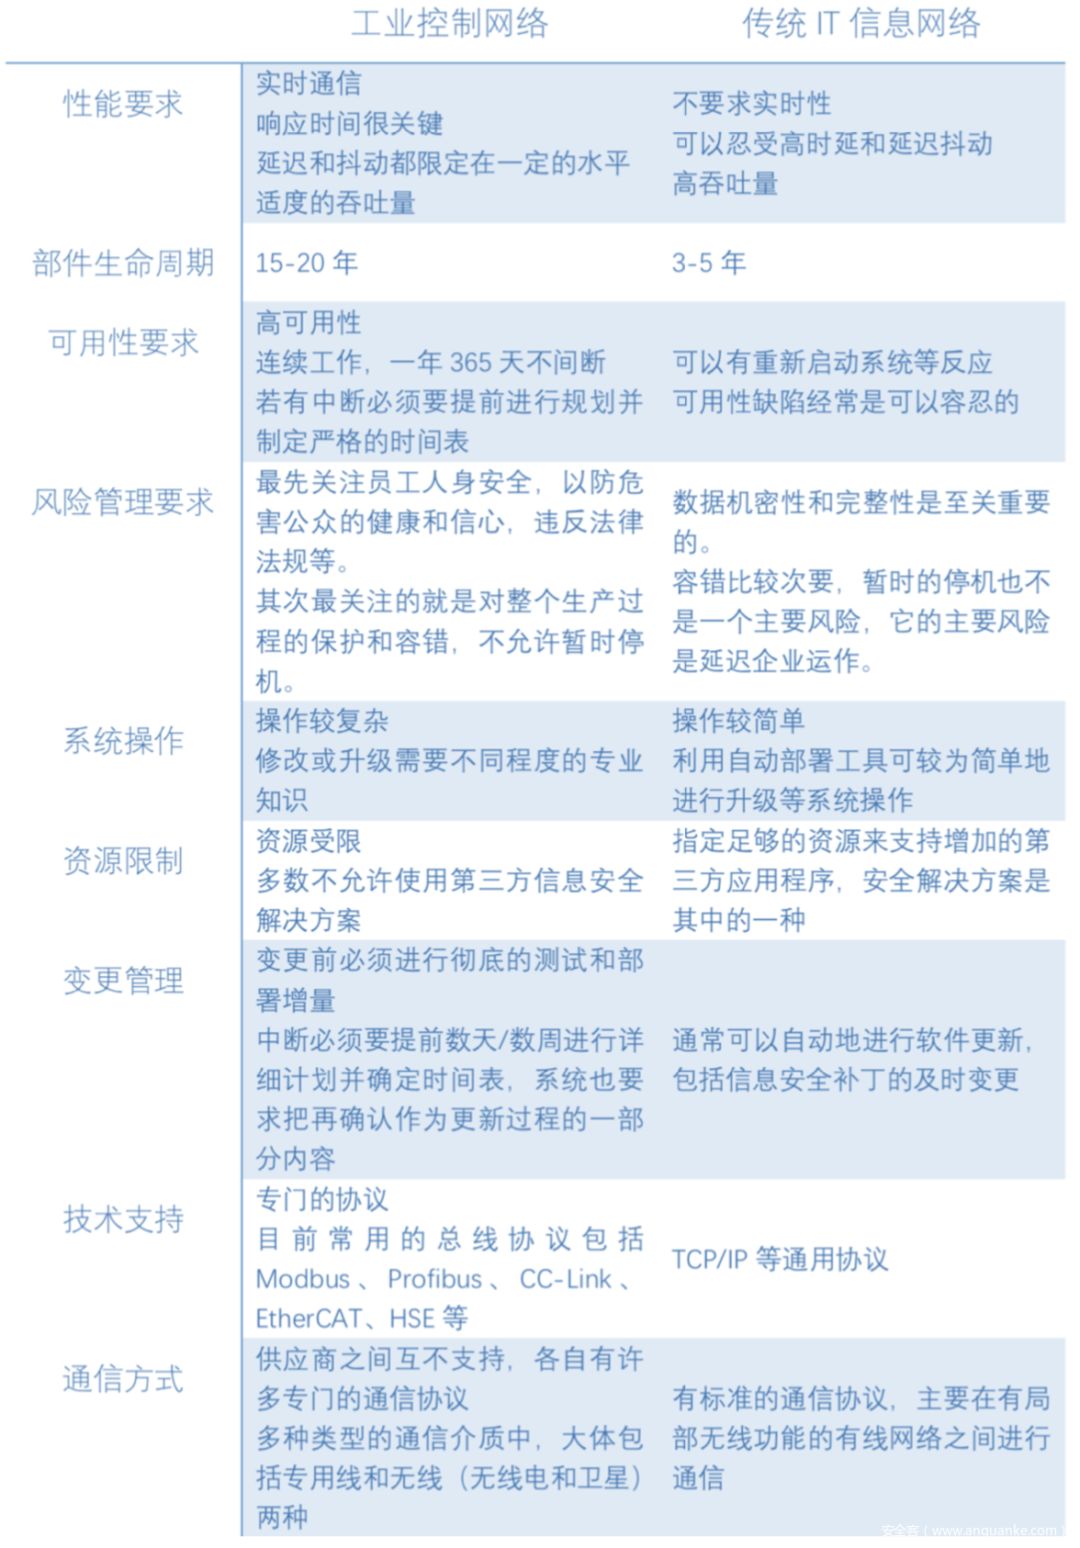 工业控制网络 传统 IT 信息网络
性能要求
实时通信
响应时间很关键
延迟和抖动都限定在一定的水平
适度的吞吐量
不要求实时性
可以忍受高时延和延迟抖动
高吞吐量
部件生命周期
15-20 年
3-5 年
可用性要求
高可用性
连续工作，一年 365 天不间断
若有中断必须要提前进行规划并
制定严格的时间表
可以有重新启动系统等反应
可用性缺陷经常是可以容忍的
风险管理要求
最先关注员工人身安全，以防危
害公众的健康和信心，违反法律
法规等。
其次最关注的就是对整个生产过
程的保护和容错，不允许暂时停
机。
数据机密性和完整性是至关重要
的。
容错比较次要，暂时的停机也不
是一个主要风险，它的主要风险
是延迟企业运作。
系统操作
操作较复杂
修改或升级需要不同程度的专业
知识
操作较简单
利用自动部署工具可较为简单地
进行升级等系统操作
资源限制
资源受限
多数不允许使用第三方信息安全
解决方案
指定足够的资源来支持增加的第
三方应用程序，安全解决方案是
其中的一种
变更管理
变更前必须进行彻底的测试和部
署增量
中断必须要提前数天/数周进行详
细计划并确定时间表，系统也要
求把再确认作为更新过程的一部
分内容
通常可以自动地进行软件更新，
包括信息安全补丁的及时变更
技术支持
专门的协议
目前常用的总线协议包括
Modbus、Profibus、CC-Link、
EtherCAT、HSE 等
TCP/IP 等通用协议
通信方式
供应商之间互不支持，各自有许
多专门的通信协议
多种类型的通信介质中，大体包
括专用线和无线（无线电和卫星）
两种
有标准的通信协议，主要在有局
部无线功能的有线网络之间进行
通信
安全客（www.anquanke.com）